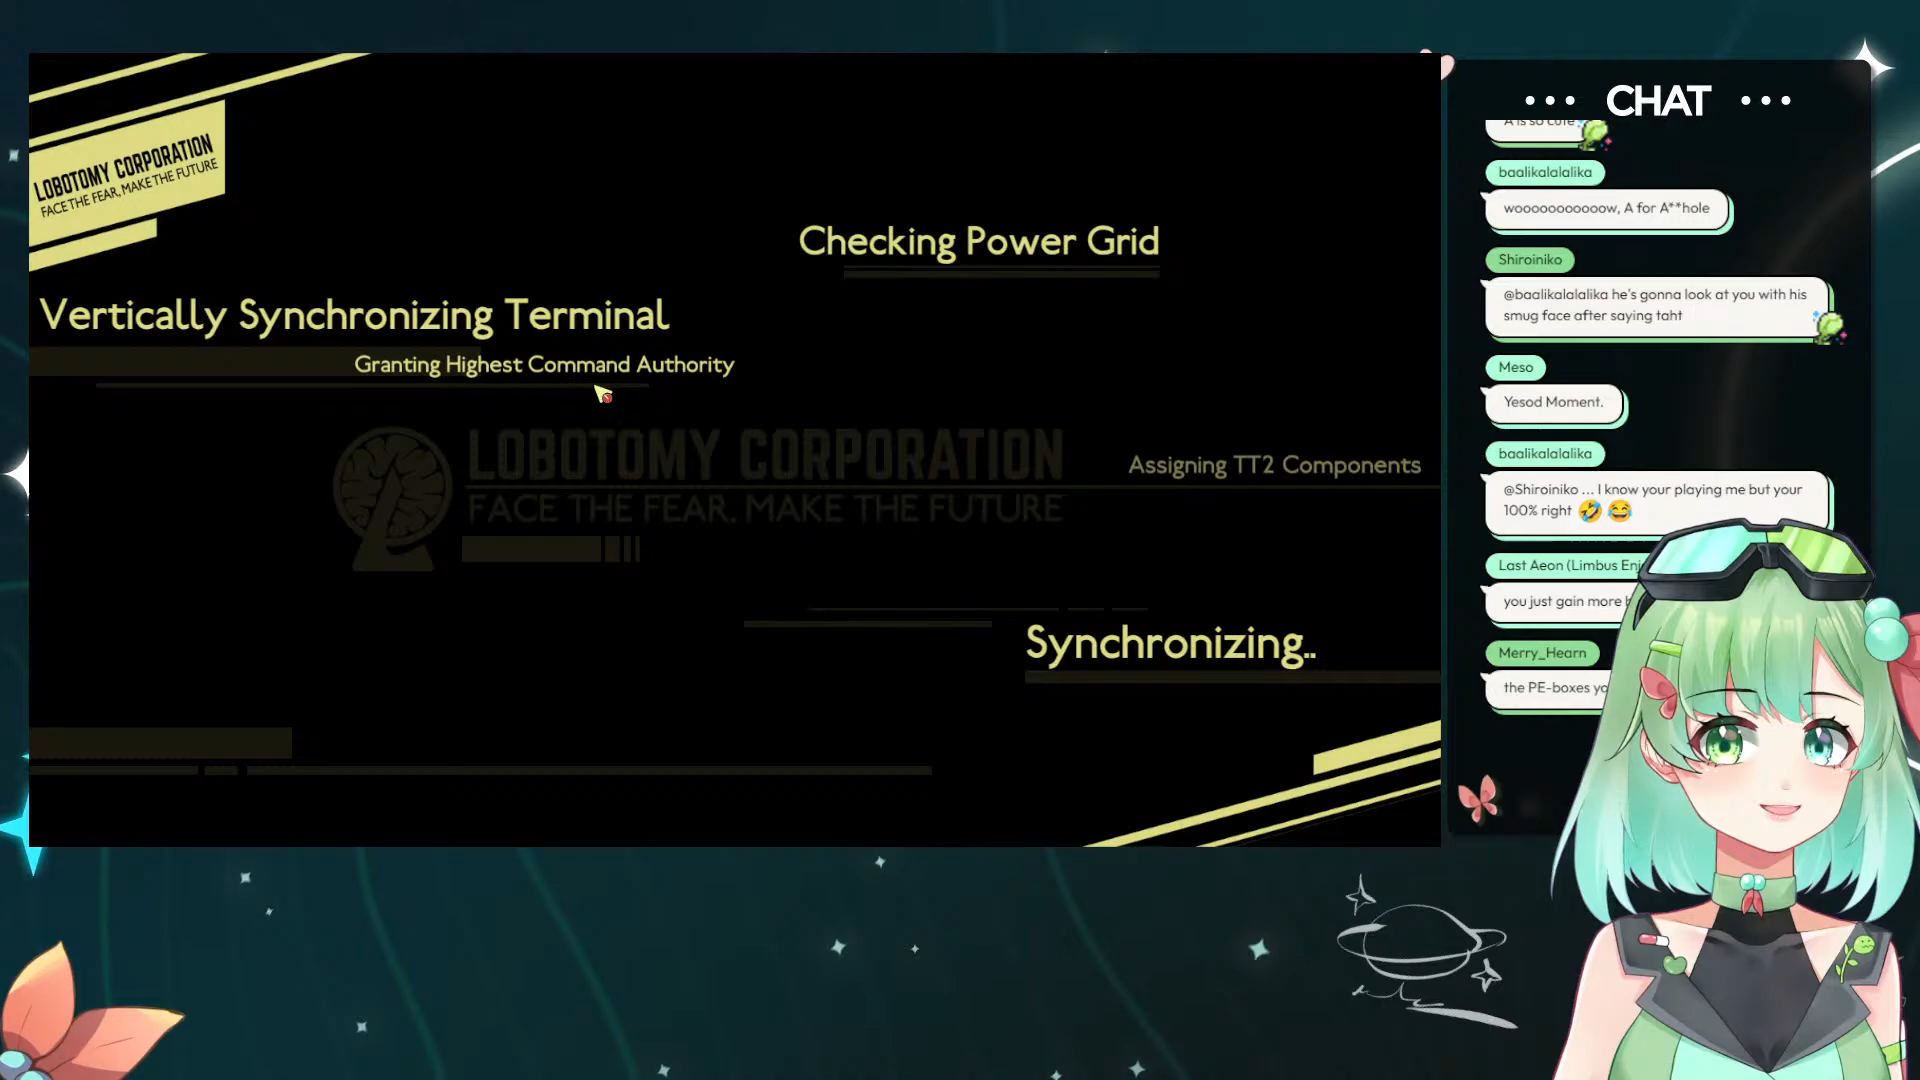 LOBOTOMY CORPORATION
FACE THE FEAR, MAKE THE FUTURE
Checking Power Grid
Vertically Synchronizing Terminal
Granting Highest Command Authority
LOBOTOMY CORPORATION
FACE THE FEAR, MAKE THE FUTURE
Assigning TT2 Components
Synchronizing..
CHAT
A is so cute
baalikalalalika
wooooooooooow, A for A**hole
Shiroiniko
@baalikalalalika he's gonna look at you with his
smug face after saying taht
Meso
Yesod Moment.
baalikalalalika
@Shiroiniko ... I know your playing me but your
100% right 🤣 😂
Last Aeon (Limbus
you just gain more
Merry_Hearn
the PE-boxes